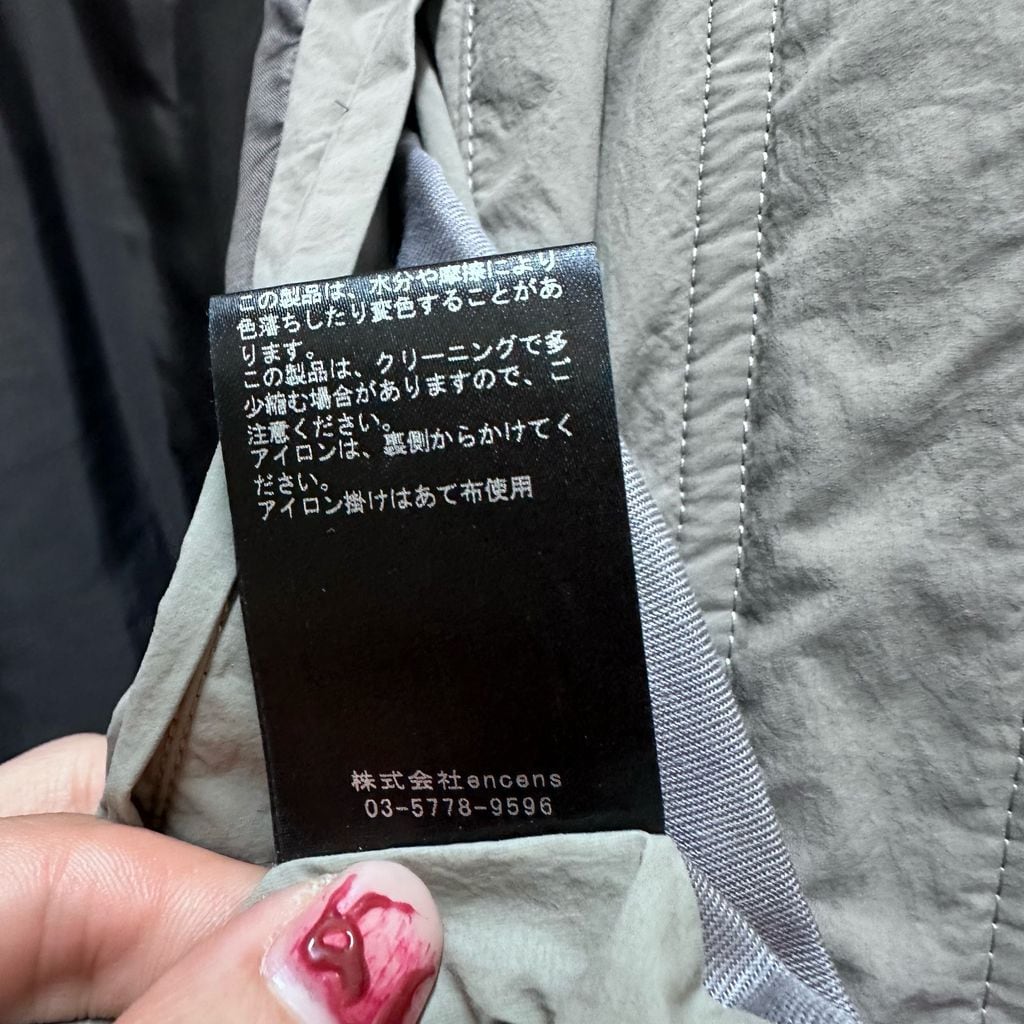 この製品は、水分や摩擦により
色落ちしたり変色することがあ
ります。
この製品は、クリーニングで多
少縮む場合がありますので、ご
注意ください。
アイロンは、裏側からかけてく
ださい。
アイロン掛けはあて布使用
株式会社encens
03-5778-9596